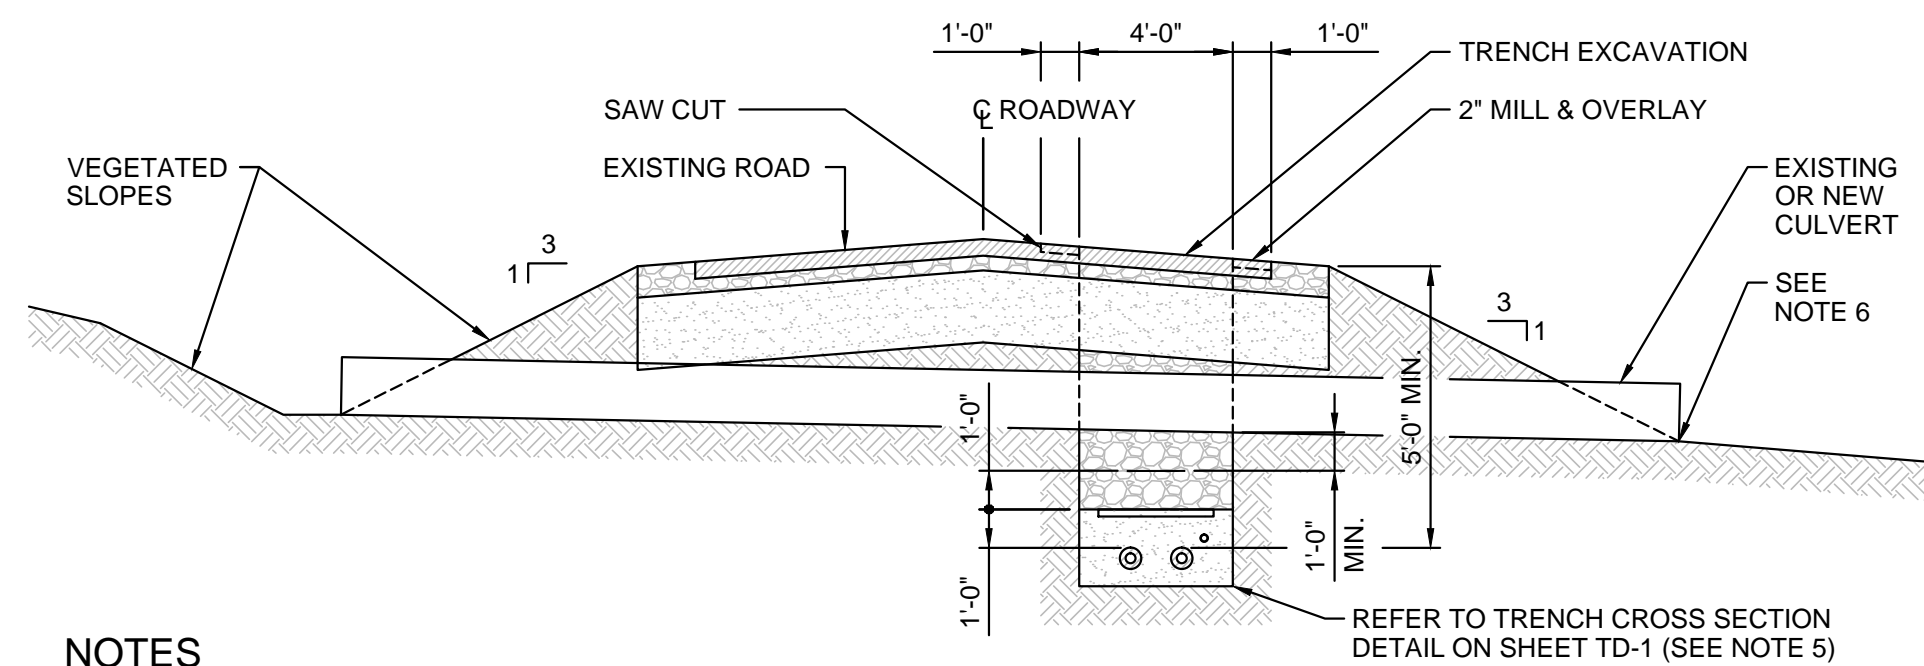 1'-0" 4'-0" 1'-0"
TRENCH EXCAVATION
SAW CUT
℄ ROADWAY
2" MILL & OVERLAY
VEGETATED
SLOPES
EXISTING ROAD
EXISTING
OR NEW
CULVERT
3
1
SEE
NOTE 6
3
1
5'-0" MIN.
1'-0"
1'-0"
MIN.
1'-0"
REFER TO TRENCH CROSS SECTION
DETAIL ON SHEET TD-1 (SEE NOTE 5)
NOTES